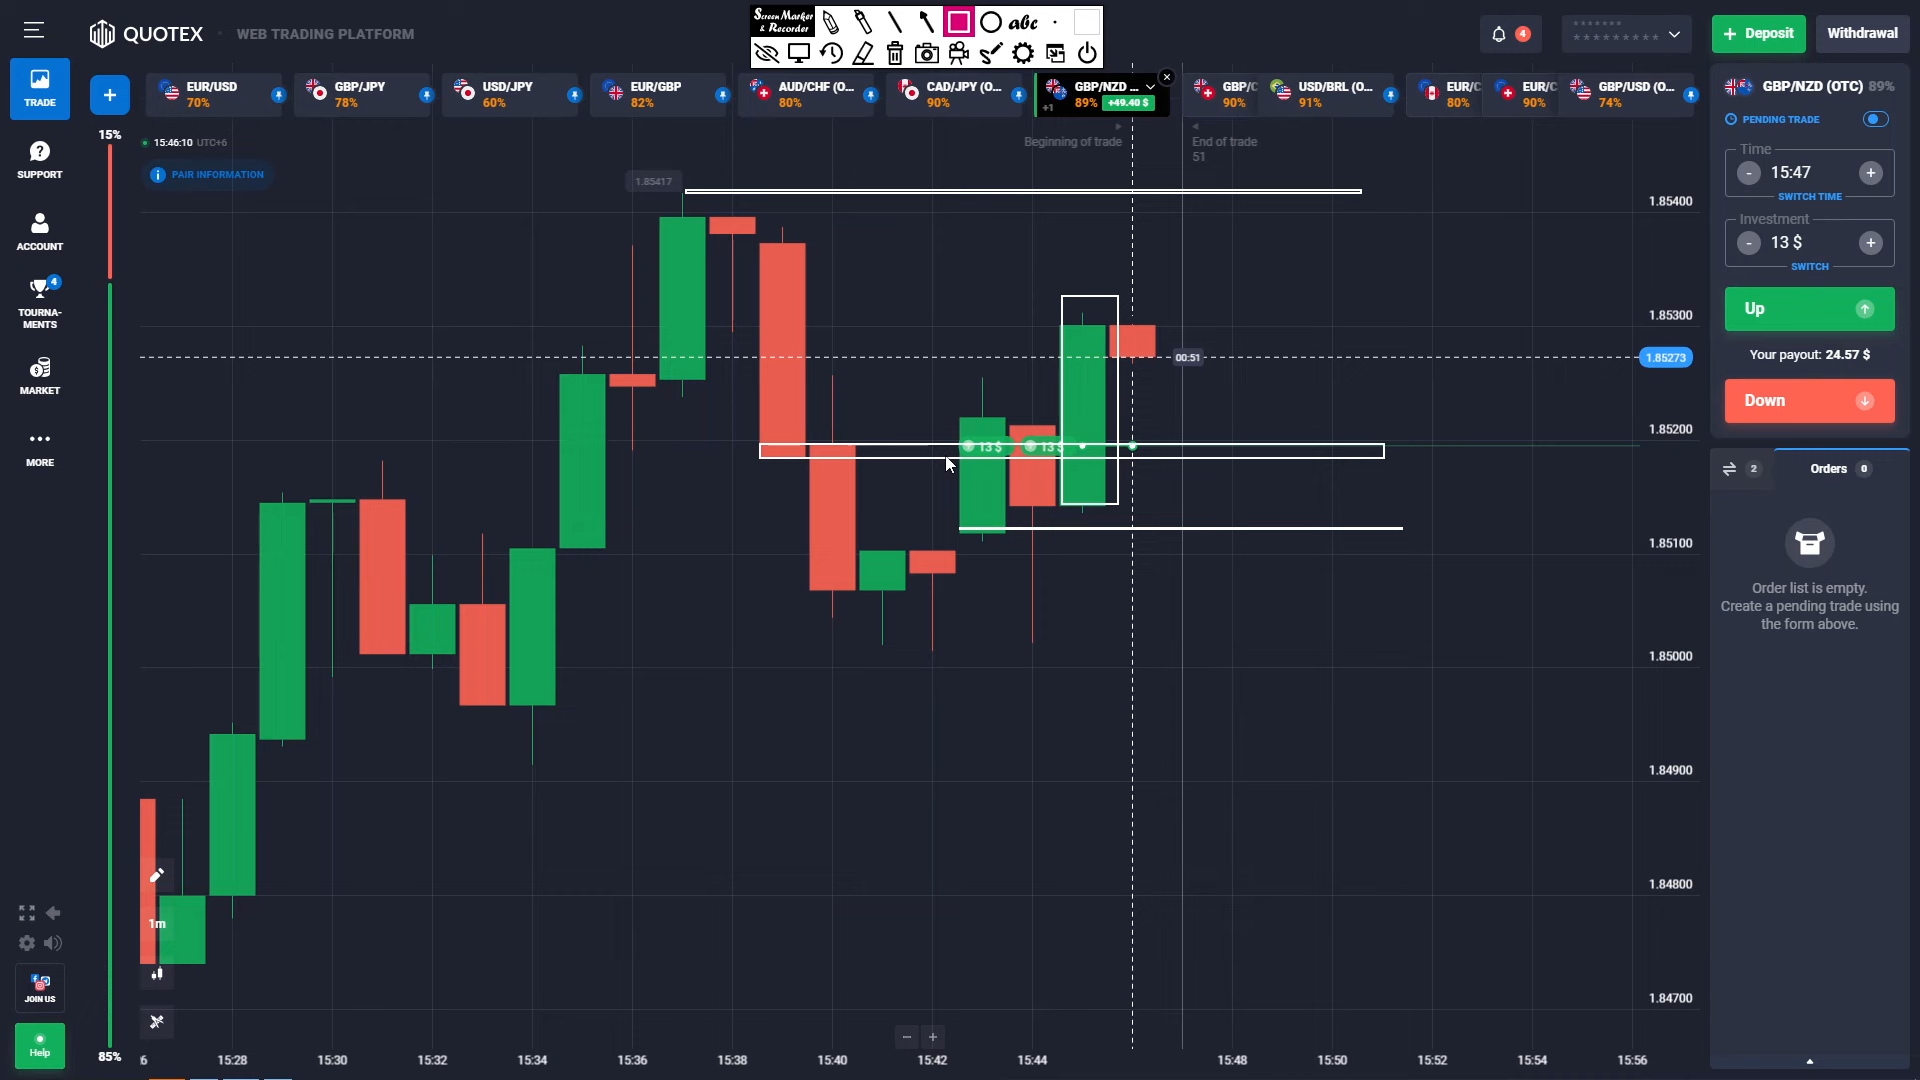 QUOTEX
WEB TRADING PLATFORM
Screen Marker
& Recorder
abc
4
*******
*********
+ Deposit
Withdrawal
TRADE
+
EUR/USD
70%
GBP/JPY
78%
USD/JPY
60%
EUR/GBP
82%
AUD/CHF (O...
80%
CAD/JPY (O...
90%
GBP/NZD ...
+1
89%
+49.40 $
GBP/C
90%
USD/BRL (O...
91%
EUR/C
80%
EUR/C
90%
GBP/USD (O...
74%
GBP/NZD (OTC) 89%
15%
15:46:10 UTC+6
Beginning of trade
End of trade
51
PENDING TRADE
PAIR INFORMATION
SUPPORT
ACCOUNT
4
TOURNA-
MENTS
MARKET
MORE
JOIN US
Help
85%
1m
1.85417
1.85400
1.85300
00:51
1.85273
1.85200
13 $
13 $
1.85100
1.85000
1.84900
1.84800
1.84700
Time
- 15:47 +
SWITCH TIME
Investment
- 13 $ +
SWITCH
Up
Your payout: 24.57 $
Down
2
Orders 0
Order list is empty.
Create a pending trade using
the form above.
− +
6 15:28 15:30 15:32 15:34 15:36 15:38 15:40 15:42 15:44 15:48 15:50 15:52 15:54 15:56